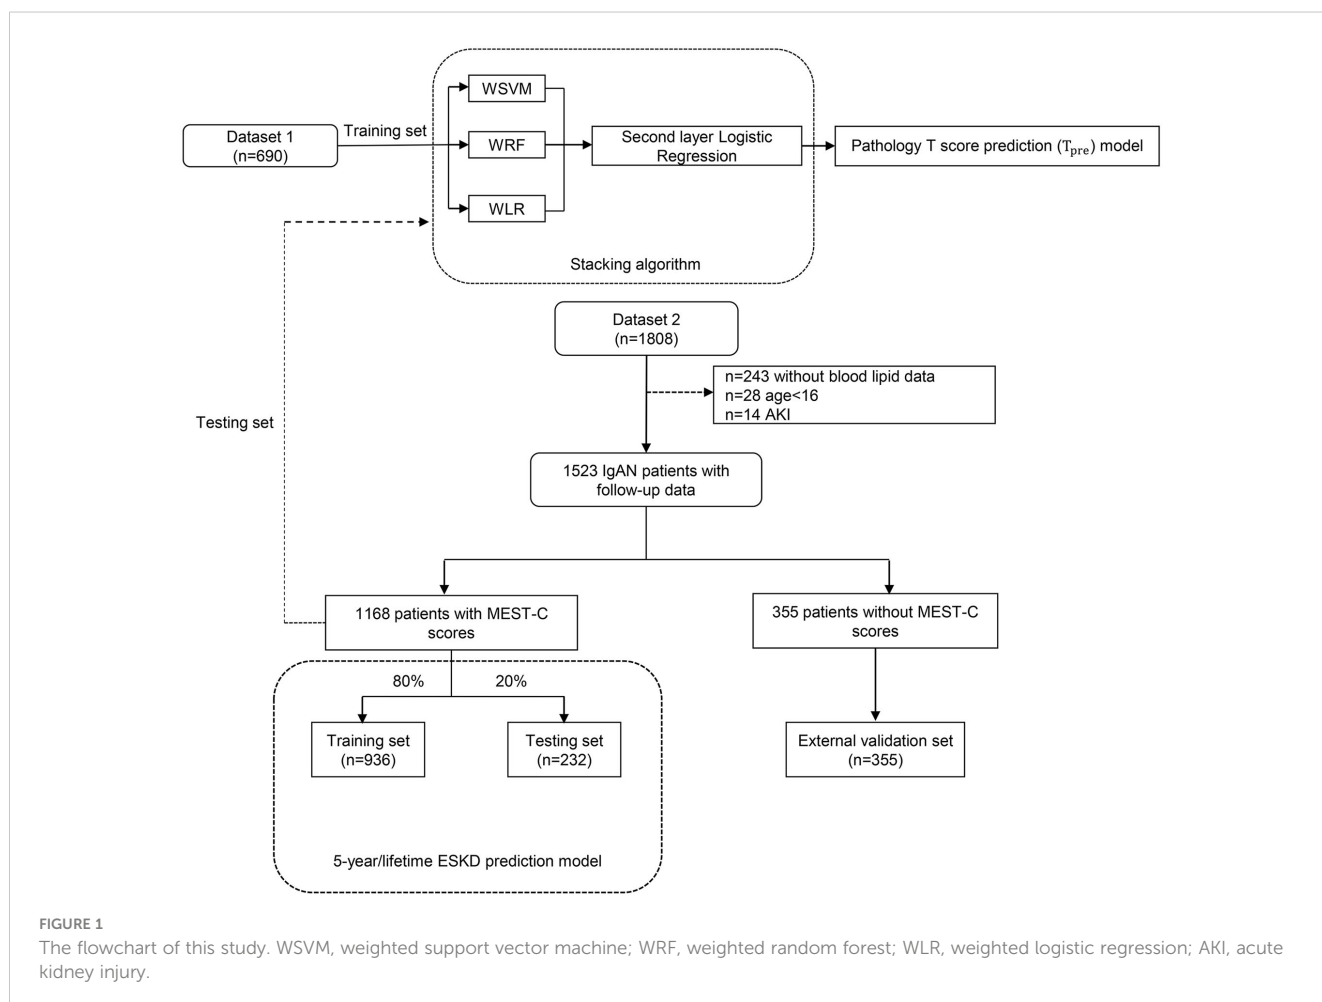 WSVM
Dataset 1
(n=690)
Training set
WRF
Second layer Logistic
Regression
Pathology T score prediction (Tpre) model
WLR
Stacking algorithm
Dataset 2
(n=1808)
n=243 without blood lipid data
n=28 age<16
n=14 AKI
Testing set
1523 IgAN patients with
follow-up data
1168 patients with MEST-C
scores
355 patients without MEST-C
scores
80%
20%
Training set
(n=936)
Testing set
(n=232)
External validation set
(n=355)
5-year/lifetime ESKD prediction model
FIGURE 1
The flowchart of this study. WSVM, weighted support vector machine; WRF, weighted random forest; WLR, weighted logistic regression; AKI, acute
kidney injury.